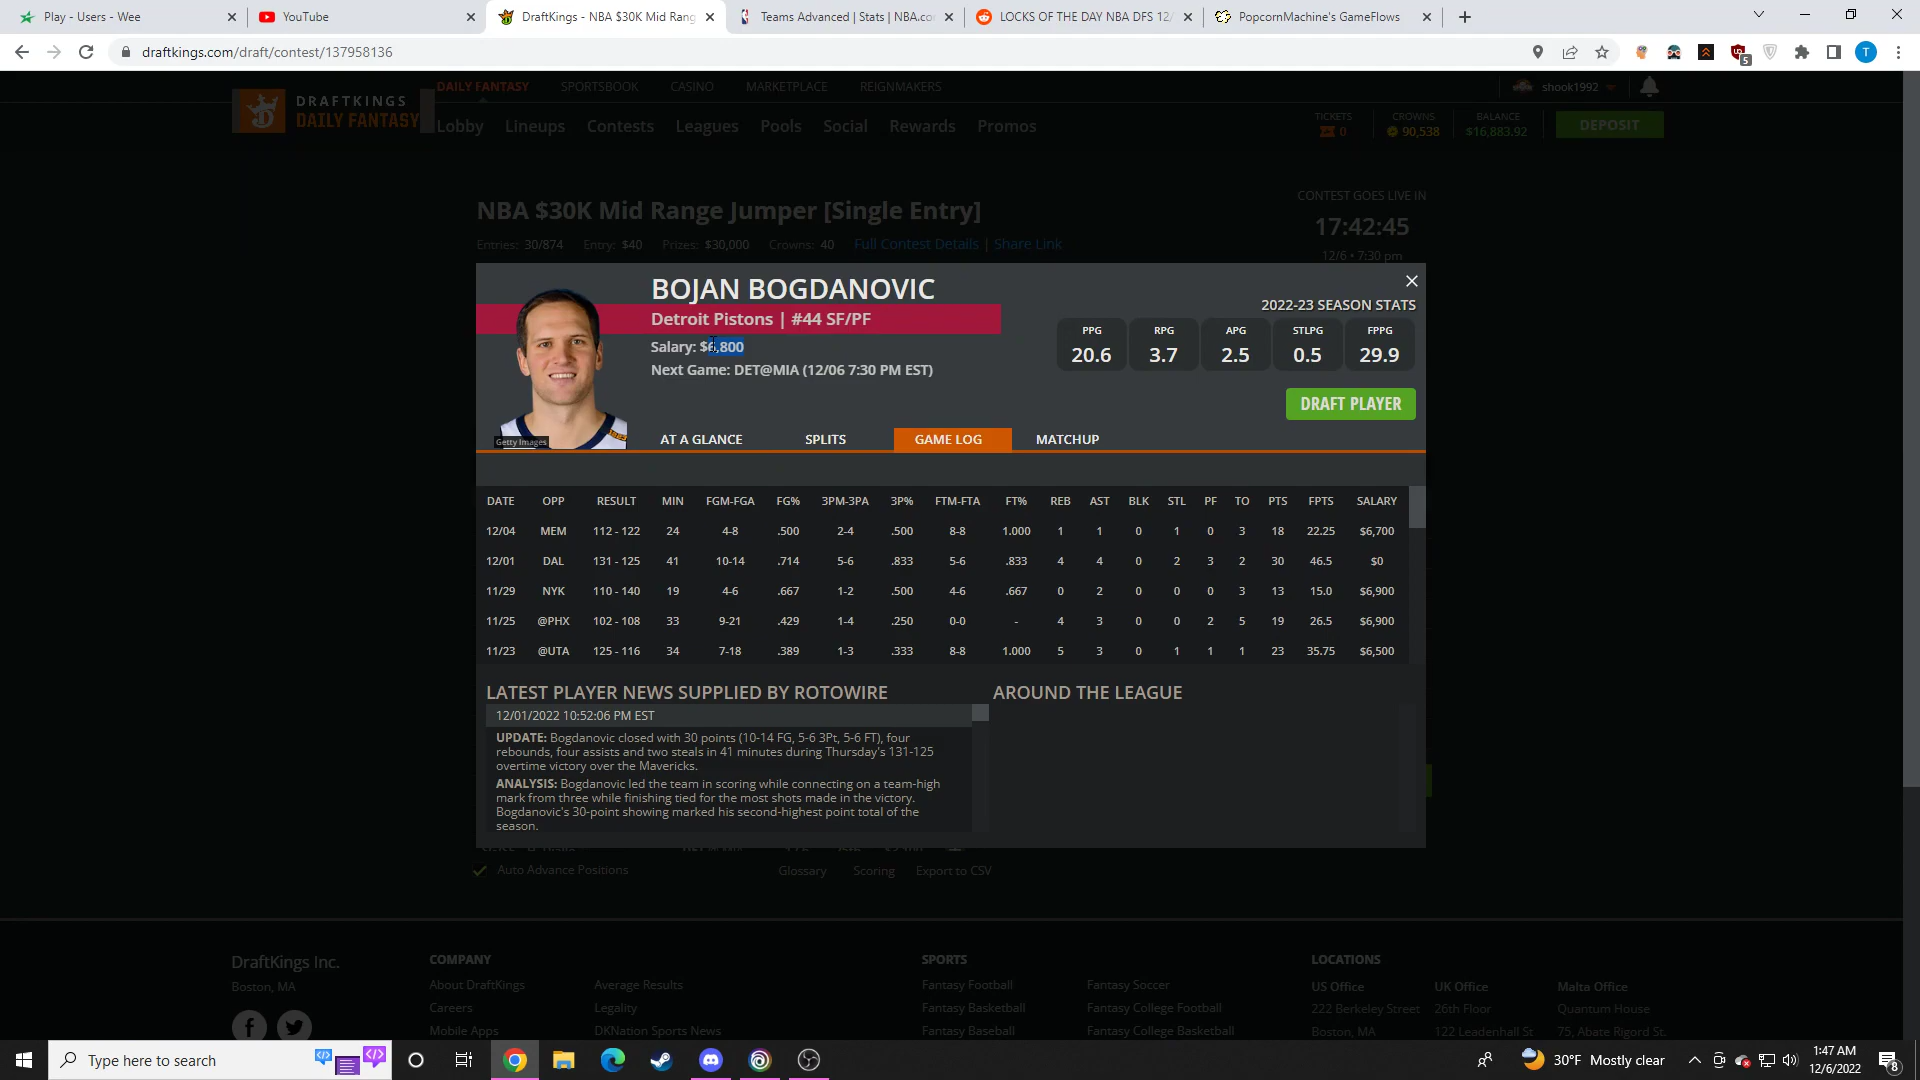 Play - Users - Wee
YouTube
DraftKings - NBA $30K Mid Rang
Teams Advanced | Stats | NBA.co
LOCKS OF THE DAY NBA DFS 12/
PopcornMachine's GameFlows
draftkings.com/draft/contest/137958136
5
T
DRAFTKINGS
DAILY FANTASY
DAILY FANTASY SPORTSBOOK CASINO MARKETPLACE REIGNMAKERS
shook1992
Lobby Lineups Contests Leagues Pools Social Rewards Promos
TICKETS
0
CROWNS
90,538
BALANCE
$16,883.92
DEPOSIT
NBA $30K Mid Range Jumper [Single Entry]
Entries: 30/874 Entry: $40 Prizes: $30,000 Crowns: 40 Full Contest Details | Share Link
CONTEST GOES LIVE IN
17:42:45
12/6 • 7:30 pm
BOJAN BOGDANOVIC
Detroit Pistons | #44 SF/PF
Salary: $6,800
Next Game: DET@MIA (12/06 7:30 PM EST)
Getty Images
2022-23 SEASON STATS
PPG RPG APG STLPG FPPG
20.6 3.7 2.5 0.5 29.9
DRAFT PLAYER
AT A GLANCE SPLITS GAME LOG MATCHUP
DATE OPP RESULT MIN FGM-FGA FG% 3PM-3PA 3P% FTM-FTA FT% REB AST BLK STL PF TO PTS FPTS SALARY
12/04 MEM 112 - 122 24 4-8 .500 2-4 .500 8-8 1.000 1 1 0 1 0 3 18 22.25 $6,700
12/01 DAL 131 - 125 41 10-14 .714 5-6 .833 5-6 .833 4 4 0 2 3 2 30 46.5 $0
11/29 NYK 110 - 140 19 4-6 .667 1-2 .500 4-6 .667 0 2 0 0 0 3 13 15.0 $6,900
11/25 @PHX 102 - 108 33 9-21 .429 1-4 .250 0-0 - 4 3 0 0 2 5 19 26.5 $6,900
11/23 @UTA 125 - 116 34 7-18 .389 1-3 .333 8-8 1.000 5 3 0 1 1 1 23 35.75 $6,500
LATEST PLAYER NEWS SUPPLIED BY ROTOWIRE
12/01/2022 10:52:06 PM EST
UPDATE: Bogdanovic closed with 30 points (10-14 FG, 5-6 3Pt, 5-6 FT), four
rebounds, four assists and two steals in 41 minutes during Thursday's 131-125
overtime victory over the Mavericks.
ANALYSIS: Bogdanovic led the team in scoring while connecting on a team-high
mark from three while finishing tied for the most shots made in the victory.
Bogdanovic's 30-point showing marked his second-highest point total of the
season.
AROUND THE LEAGUE
Auto Advance Positions
Glossary Scoring Export to CSV
DraftKings Inc.
Boston, MA
COMPANY
About DraftKings Average Results
Careers Legality
Mobile Apps DKNation Sports News
SPORTS
Fantasy Football Fantasy Soccer
Fantasy Basketball Fantasy College Football
Fantasy Baseball Fantasy College Basketball
LOCATIONS
US Office UK Office Malta Office
222 Berkeley Street 26th Floor Quantum House
Boston, MA 122 Leadenhall St 75, Abate Rigord St.
Type here to search
30°F Mostly clear
1:47 AM
12/6/2022
8